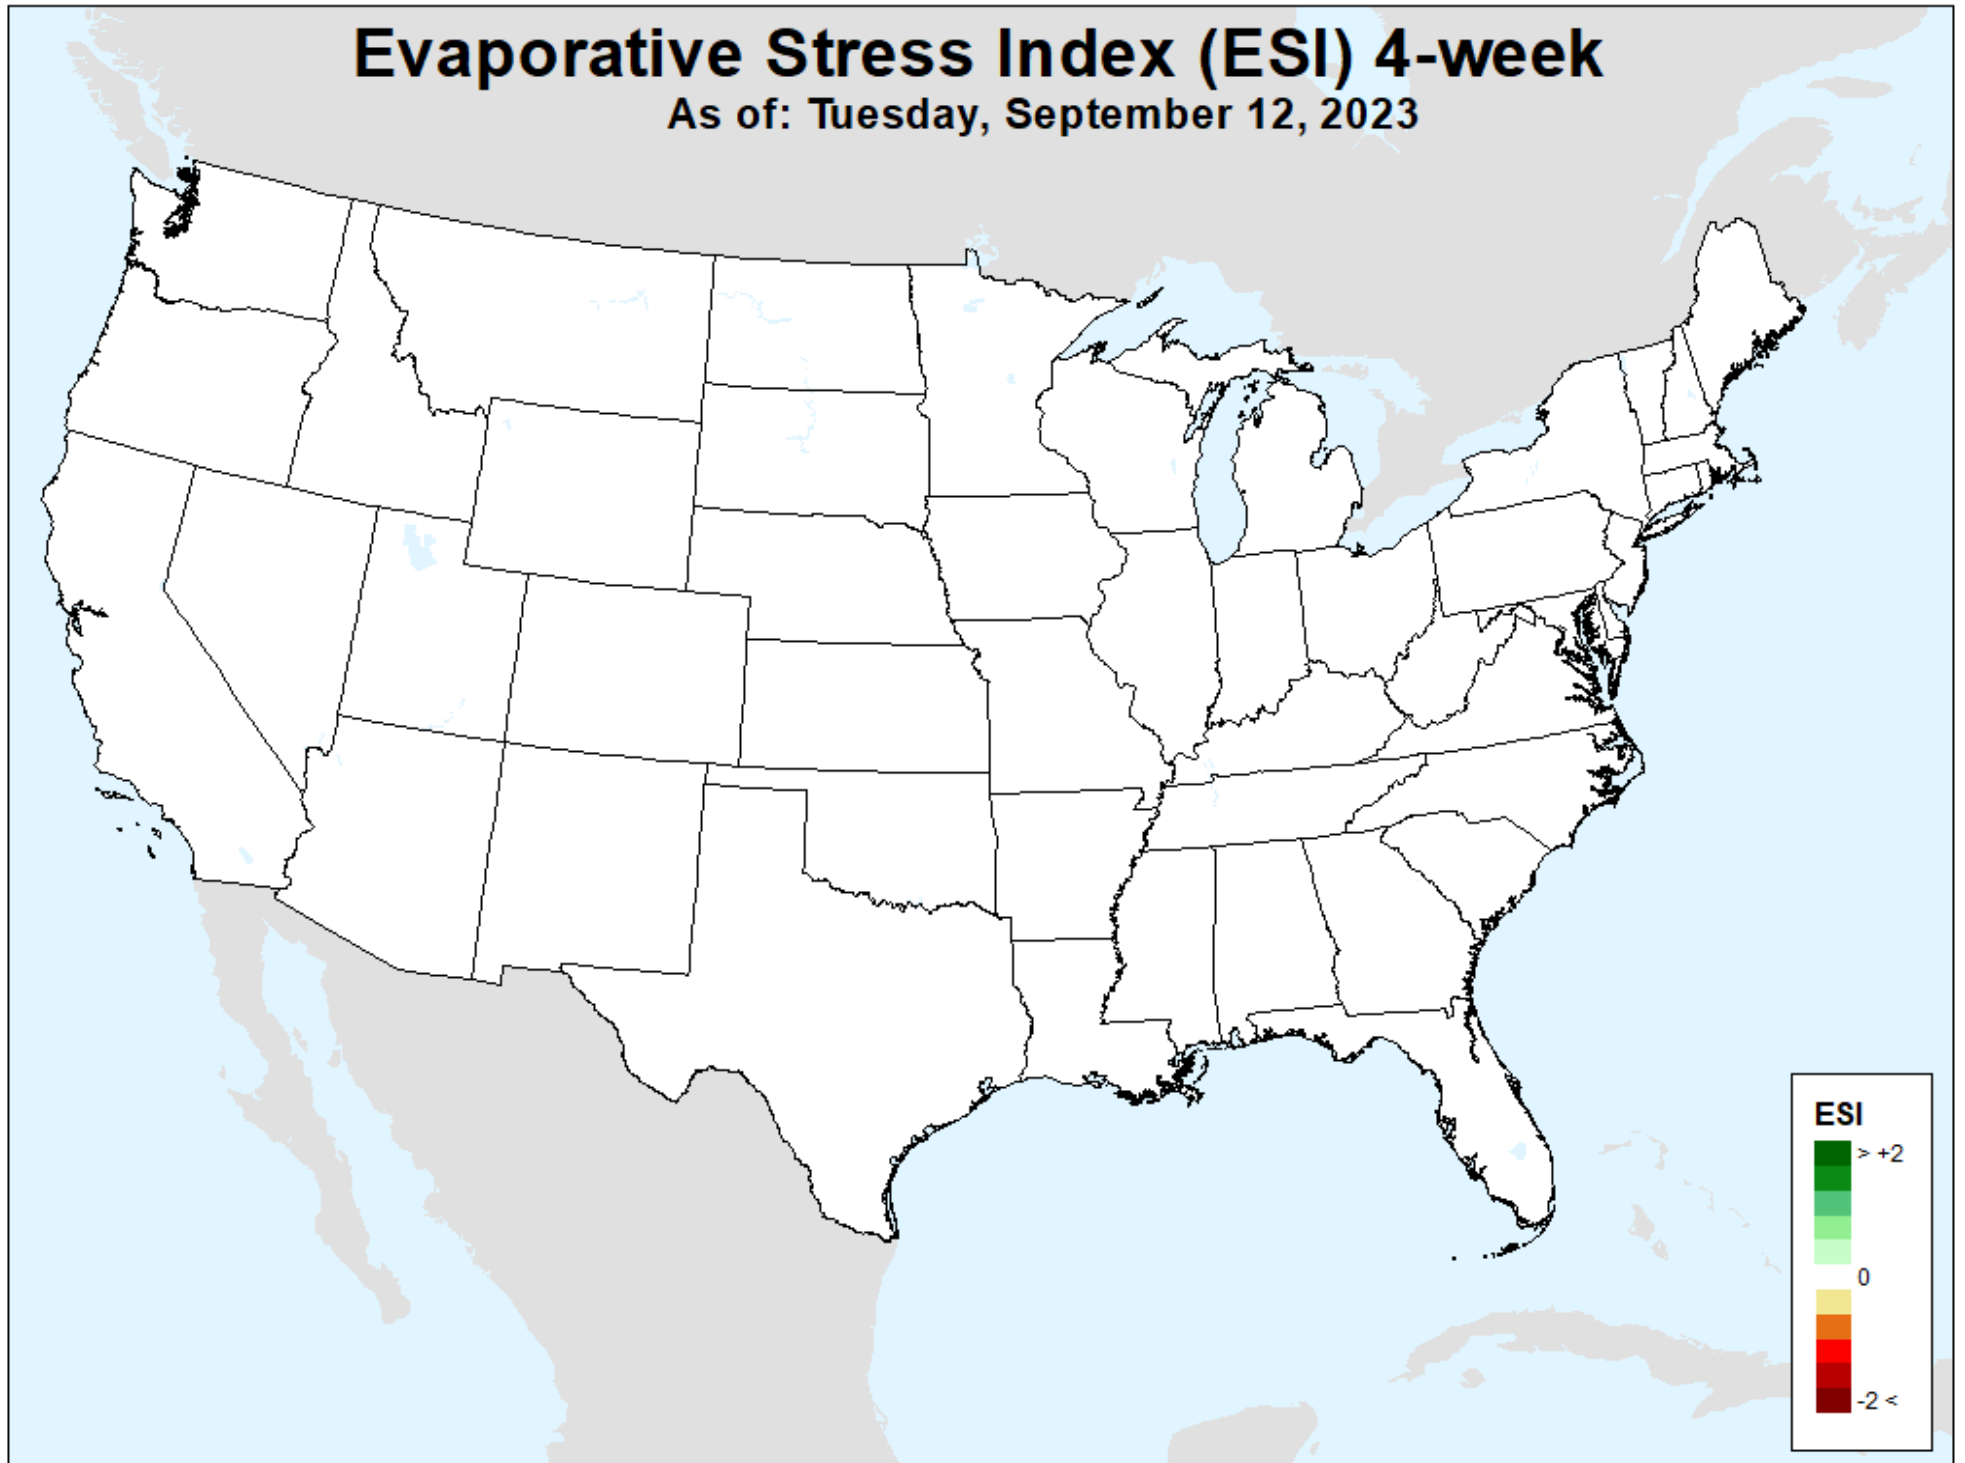 Evaporative Stress Index (ESI) 4-week
As of: Tuesday, September 12, 2023
ESI
> +2
0
-2 <